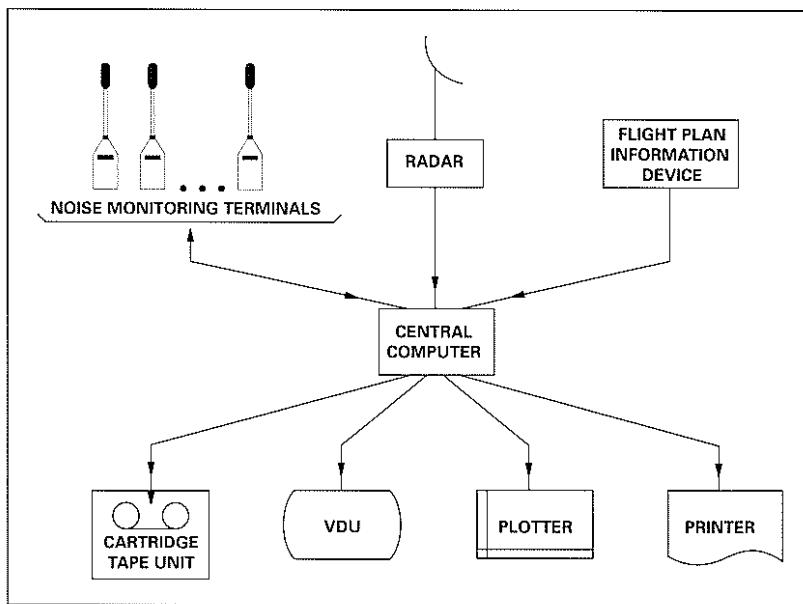 NOISE MONITORING TERMINALS
RADAR
FLIGHT PLAN
INFORMATION
DEVICE
CENTRAL
COMPUTER
CARTRIDGE
TAPE UNIT
VDU
PLOTTER
PRINTER